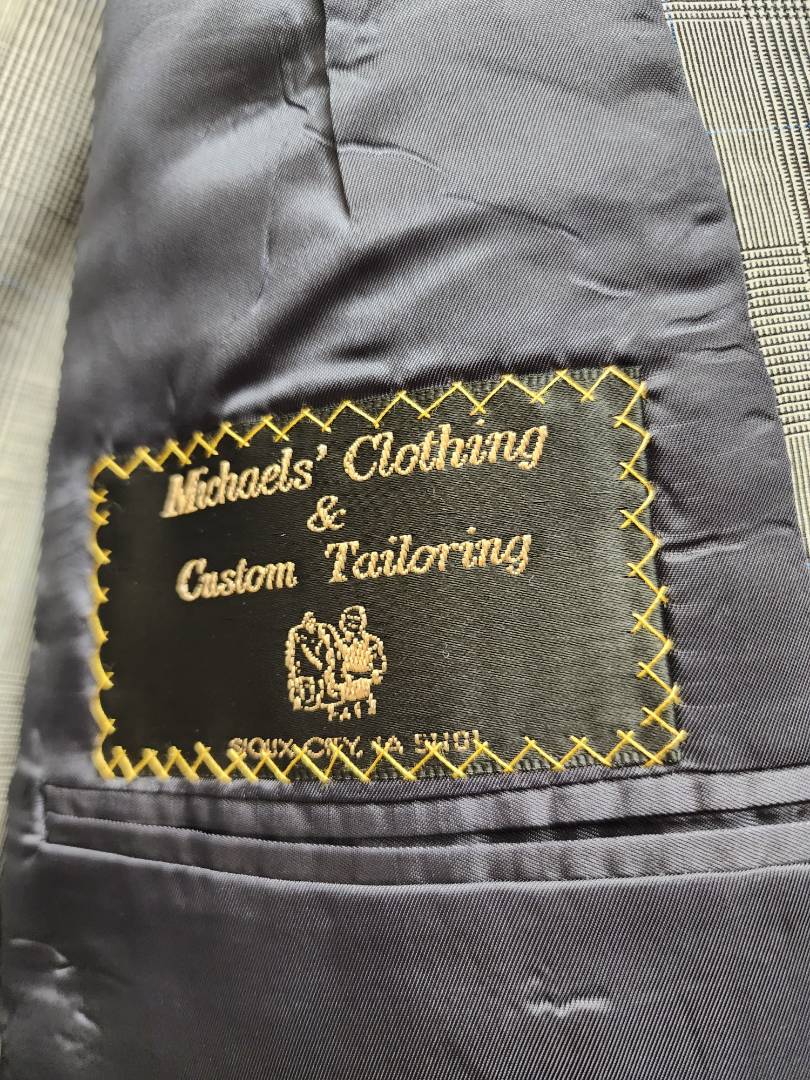 Michaels' Clothing
&
Custom Tailoring
SIOUX CITY, IA 51101